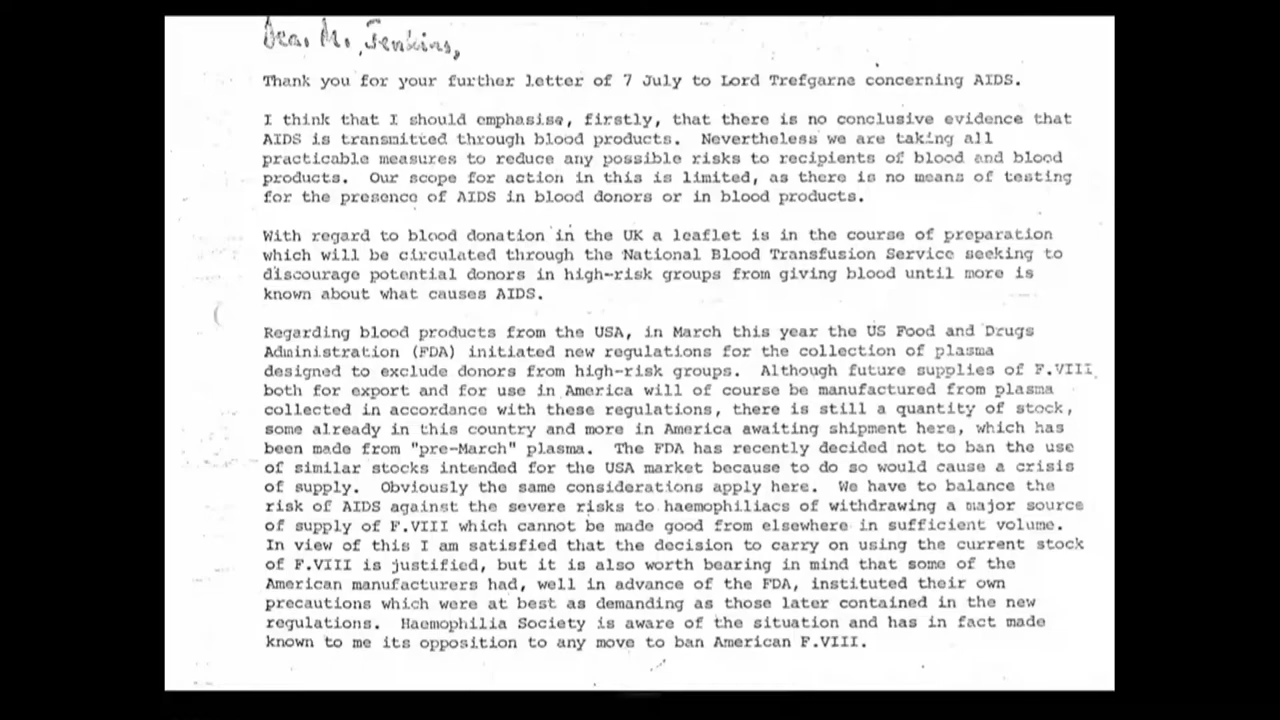 Dear Mr. Jenkins,
Thank you for your further letter of 7 July to Lord Trefgarne concerning AIDS.
I think that I should emphasise, firstly, that there is no conclusive evidence that
AIDS is transmitted through blood products. Nevertheless we are taking all
practicable measures to reduce any possible risks to recipients of blood and blood
products. Our scope for action in this is limited, as there is no means of testing
for the presence of AIDS in blood donors or in blood products.
With regard to blood donation in the UK a leaflet is in the course of preparation
which will be circulated through the National Blood Transfusion Service seeking to
discourage potential donors in high-risk groups from giving blood until more is
known about what causes AIDS.
Regarding blood products from the USA, in March this year the US Food and Drugs
Administration (FDA) initiated new regulations for the collection of plasma
designed to exclude donors from high-risk groups. Although future supplies of F.VIII
both for export and for use in America will of course be manufactured from plasma
collected in accordance with these regulations, there is still a quantity of stock,
some already in this country and more in America awaiting shipment here, which has
been made from "pre-March" plasma. The FDA has recently decided not to ban the use
of similar stocks intended for the USA market because to do so would cause a crisis
of supply. Obviously the same considerations apply here. We have to balance the
risk of AIDS against the severe risks to haemophiliacs of withdrawing a major source
of supply of F.VIII which cannot be made good from elsewhere in sufficient volume.
In view of this I am satisfied that the decision to carry on using the current stock
of F.VIII is justified, but it is also worth bearing in mind that some of the
American manufacturers had, well in advance of the FDA, instituted their own
precautions which were at best as demanding as those later contained in the new
regulations. Haemophilia Society is aware of the situation and has in fact made
known to me its opposition to any move to ban American F.VIII.